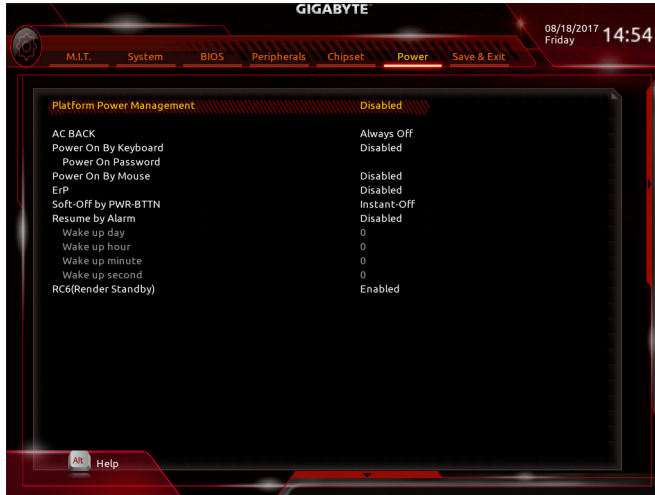 GIGABYTE™
08/18/2017
Friday 14:54
M.I.T. System BIOS Peripherals Chipset Power Save & Exit
Platform Power Management Disabled
AC BACK Always Off
Power On By Keyboard Disabled
Power On Password
Power On By Mouse Disabled
ErP Disabled
Soft-Off by PWR-BTTN Instant-Off
Resume by Alarm Disabled
Wake up day 0
Wake up hour 0
Wake up minute 0
Wake up second 0
RC6(Render Standby) Enabled
Alt Help